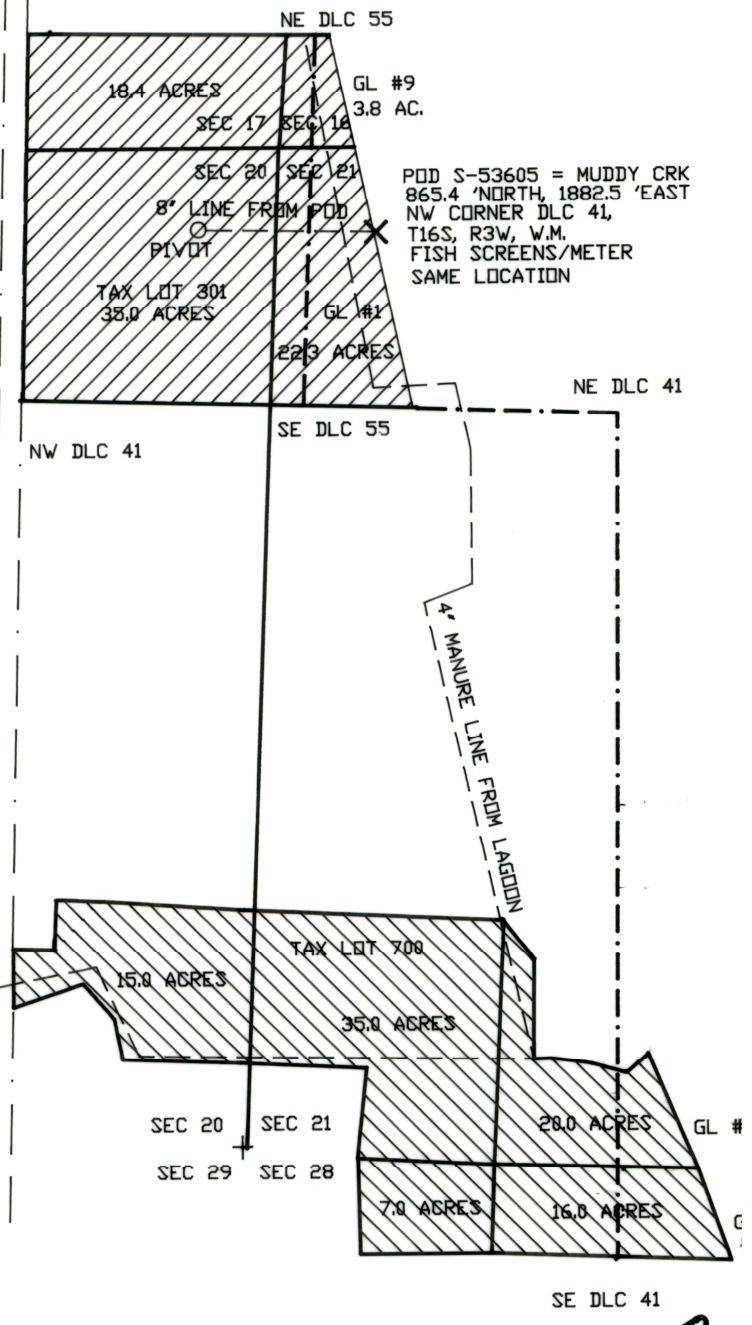 NE DLC 55
18.4 ACRES
GL #9
3.8 AC.
SEC 17 SEC 16
SEC 20 SEC 21
POD S-53605 = MUDDY CRK
865.4 'NORTH, 1882.5 'EAST
NW CORNER DLC 41,
T16S, R3W, W.M.
FISH SCREENS/METER
SAME LOCATION
8" LINE FROM POD
PIVOT
TAX LOT 301
35.0 ACRES
GL #1
22.3 ACRES
NE DLC 41
SE DLC 55
NW DLC 41
4" MANURE LINE FROM LAGOON
TAX LOT 700
15.0 ACRES
35.0 ACRES
SEC 20 SEC 21
20.0 ACRES
GL #
SEC 29 SEC 28
7.0 ACRES
16.0 ACRES
G
SE DLC 41